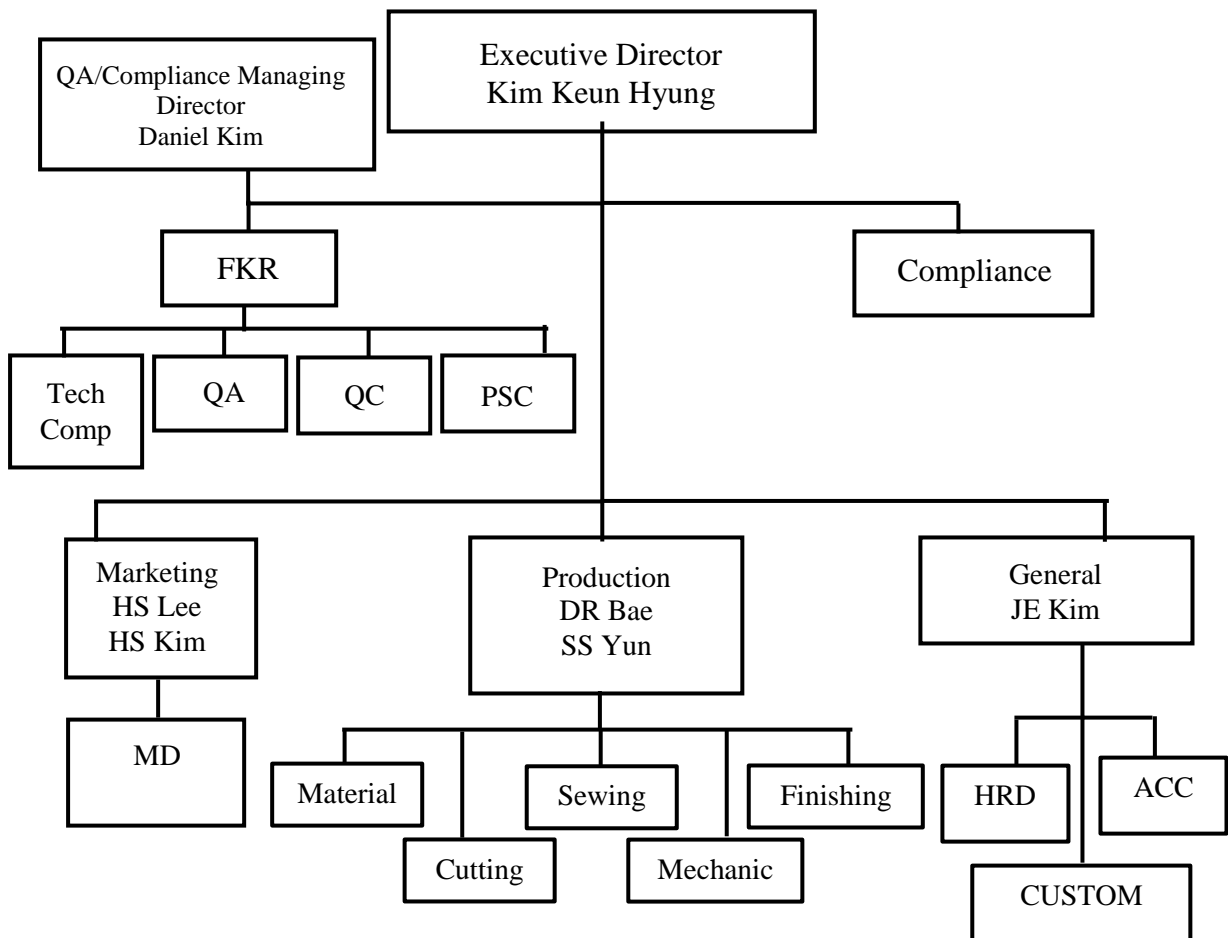 Executive Director
Kim Keun Hyung
QA/Compliance Managing
Director
Daniel Kim
FKR
Compliance
Tech
Comp
QA
QC
PSC
Marketing
HS Lee
HS Kim
Production
DR Bae
SS Yun
General
JE Kim
MD
Material
Sewing
Finishing
HRD
ACC
Cutting
Mechanic
CUSTOM